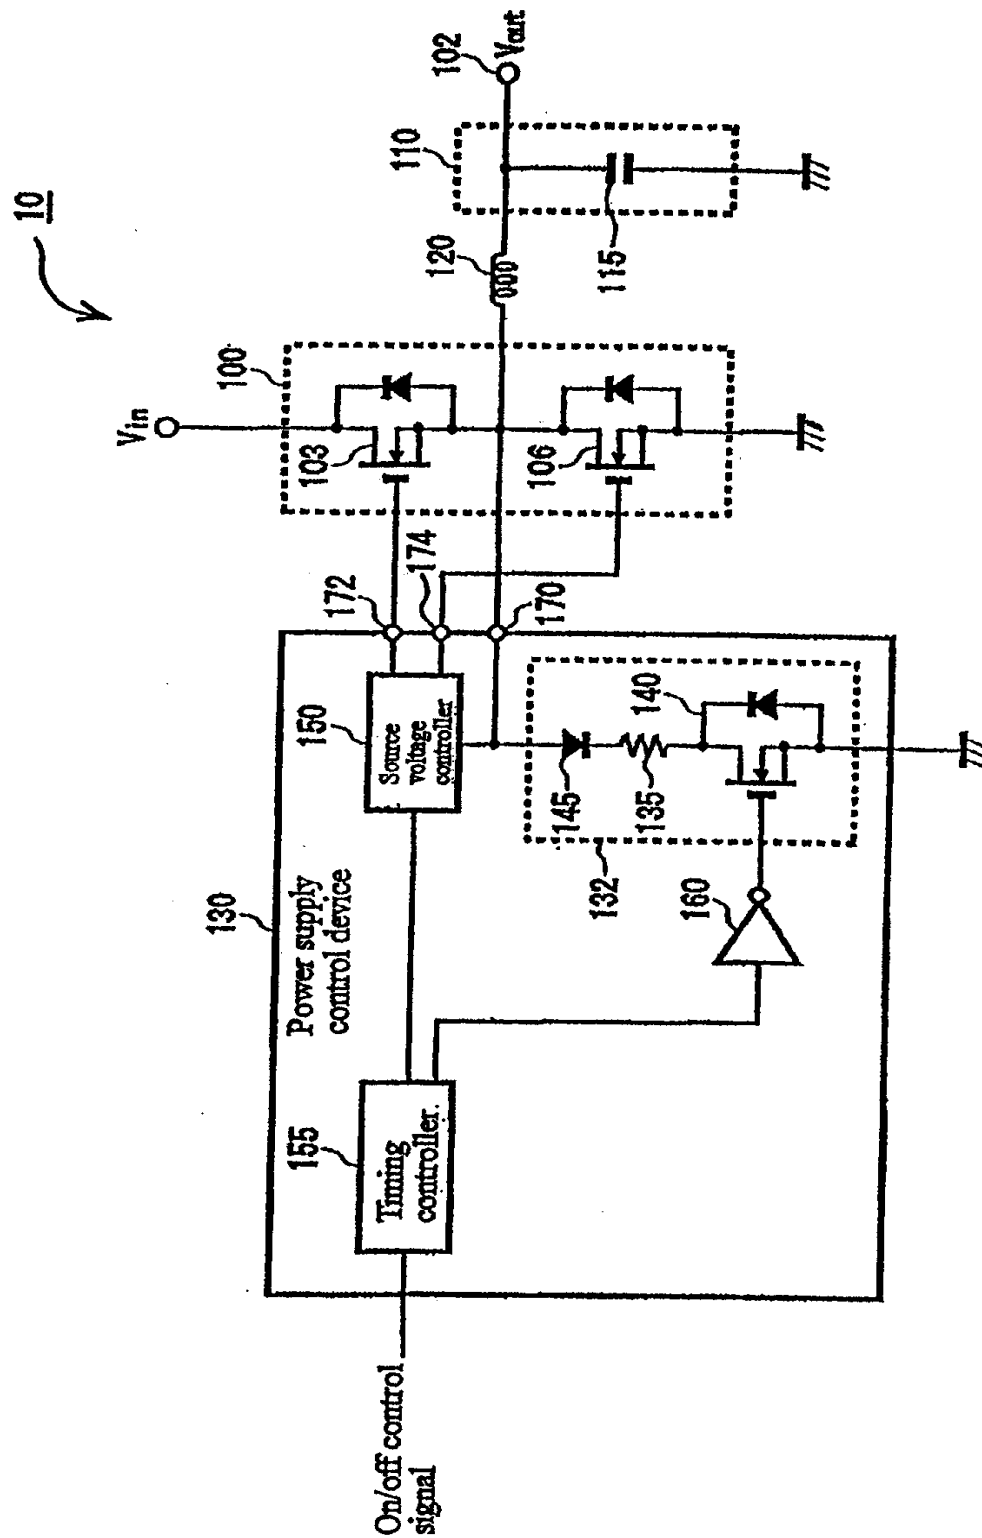 10
Vin
100
103
106
120
110
115
102
Vout
130
Power supply
control device
150
Source
voltage
controller
172
174
170
155
Timing
controller.
132
145
135
140
160
On/off control
signal